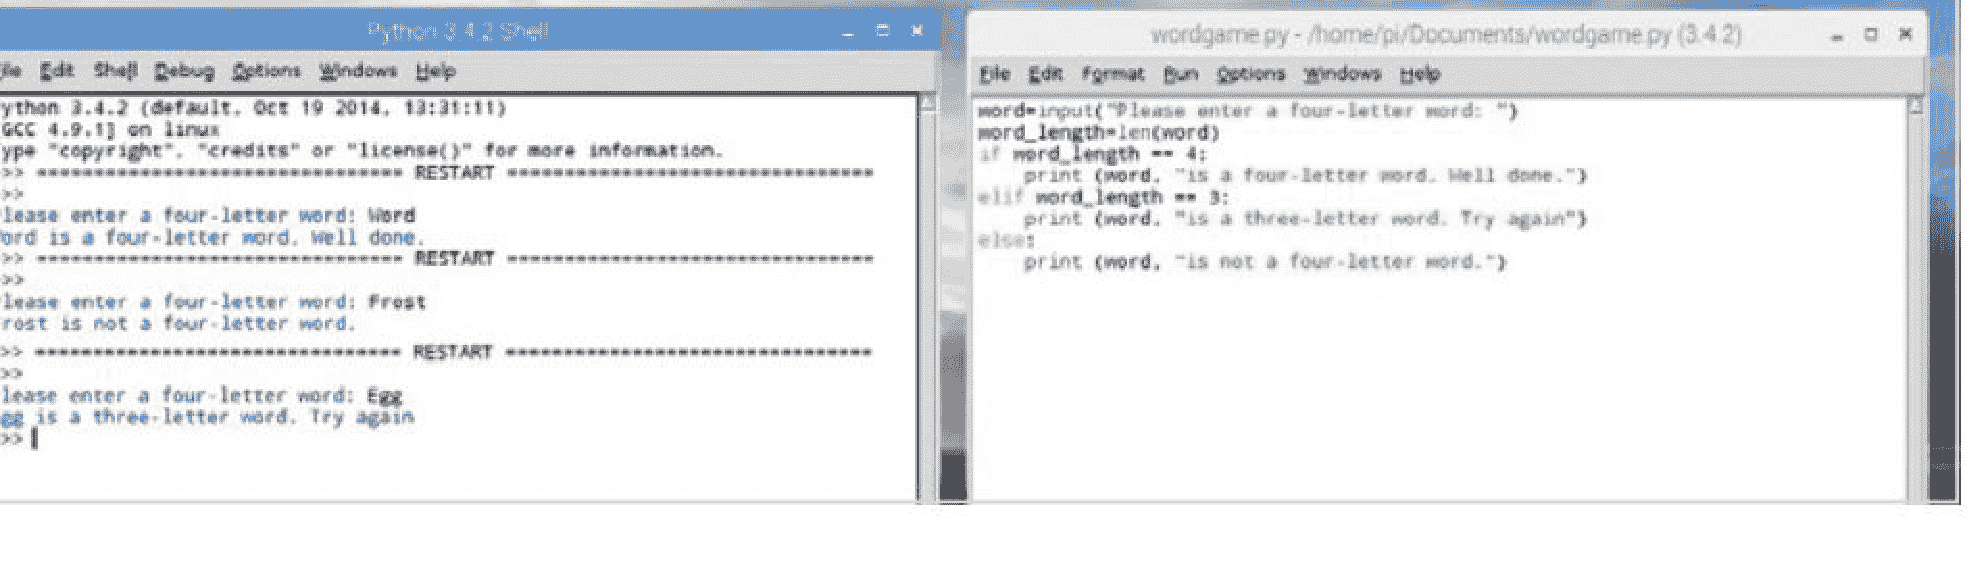 Python 3.4.2 Shell
ile Edit Shell Debug Options Windows Help
ython 3.4.2 (default, Oct 19 2014, 13:31:11)
GCC 4.9.1] on linux
ype "copyright", "credits" or "license()" for more information.
>> ================================ RESTART ================================
>>
lease enter a four-letter word: Word
ord is a four-letter word. Well done.
>> ================================ RESTART ================================
>>
lease enter a four-letter word: Frost
rost is not a four-letter word.
>> ================================ RESTART ================================
>>
lease enter a four-letter word: Egg
gg is a three-letter word. Try again
>>
wordgame.py - /home/pi/Documents/wordgame.py (3.4.2)
File Edit Format Run Options Windows Help
word=input("Please enter a four-letter word: ")
word_length=len(word)
if word_length == 4:
    print (word, "is a four-letter word. Well done.")
elif word_length == 3:
    print (word, "is a three-letter word. Try again")
else:
    print (word, "is not a four-letter word.")